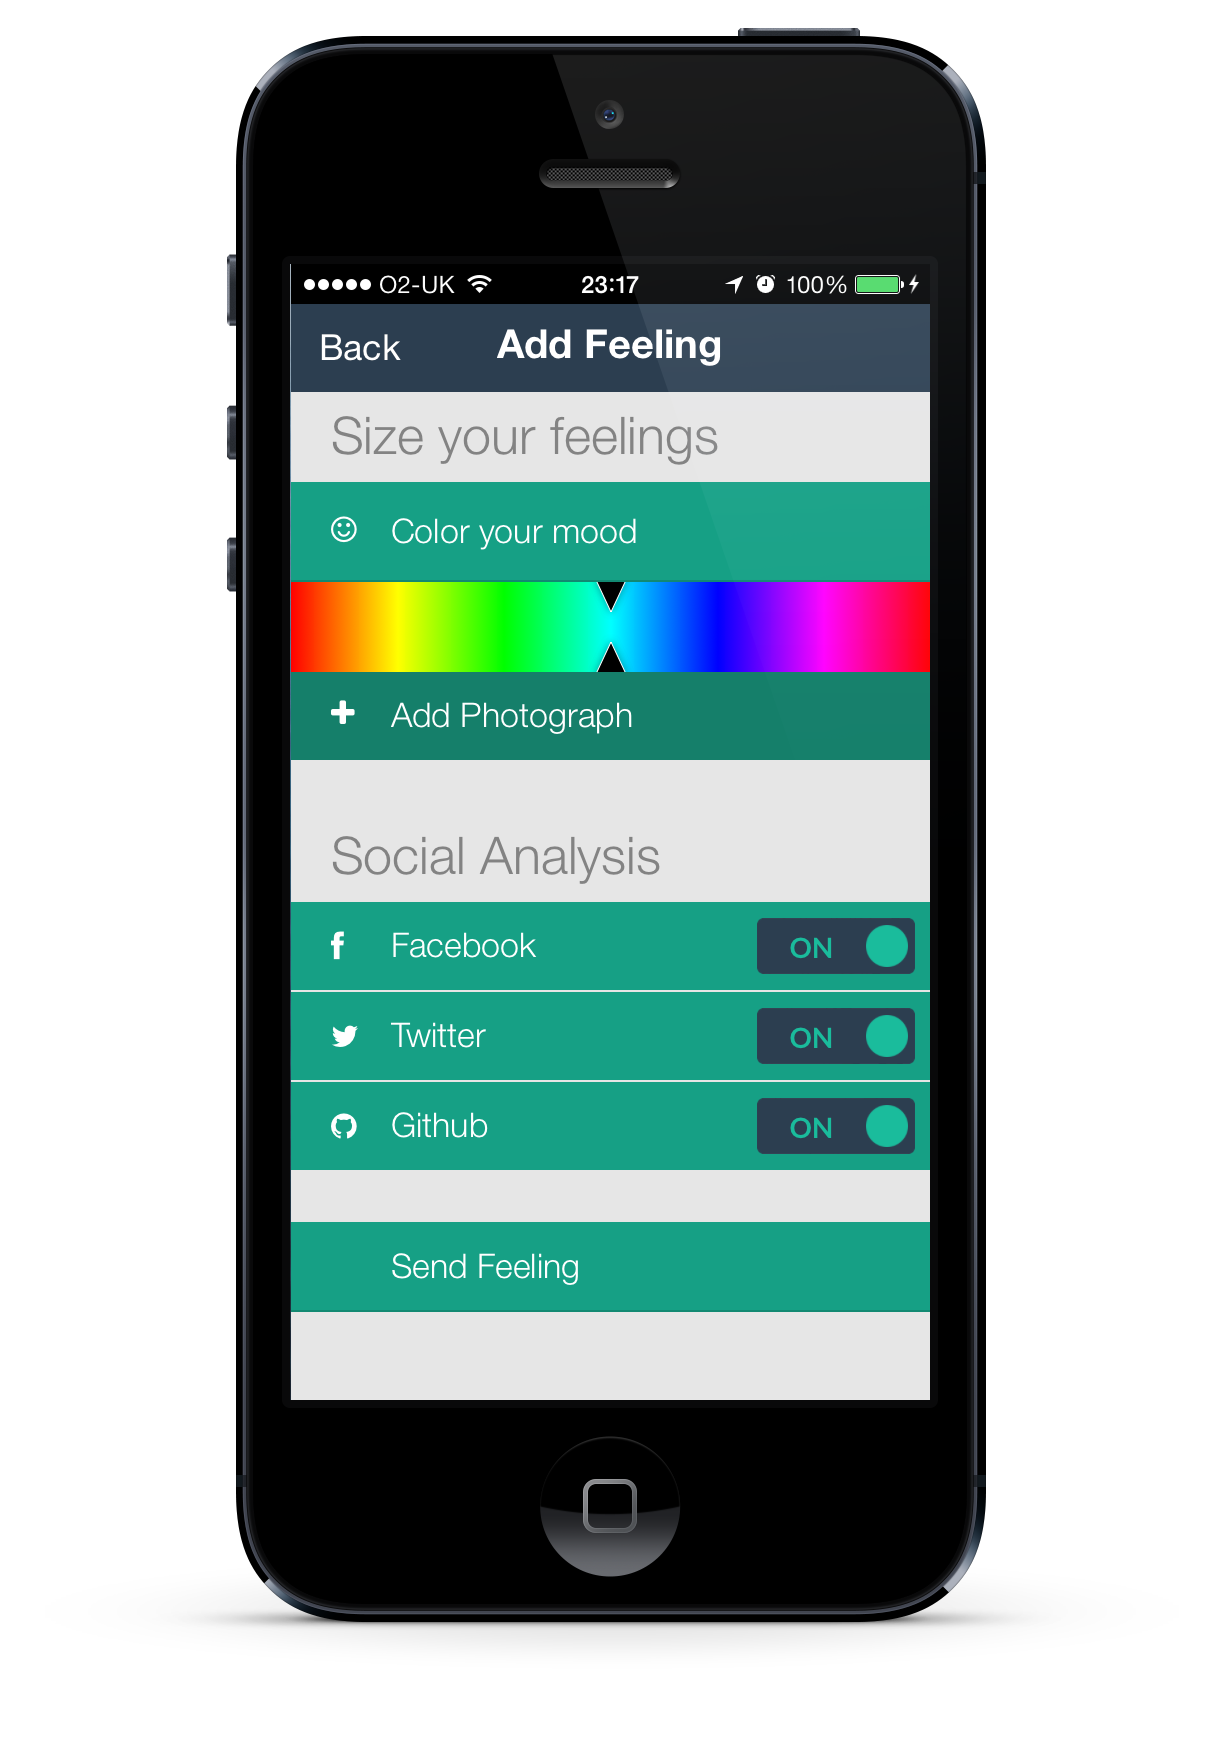 O2-UK 23:17 100%
Back Add Feeling
Size your feelings
Color your mood
Add Photograph
Social Analysis
Facebook ON
Twitter ON
Github ON
Send Feeling